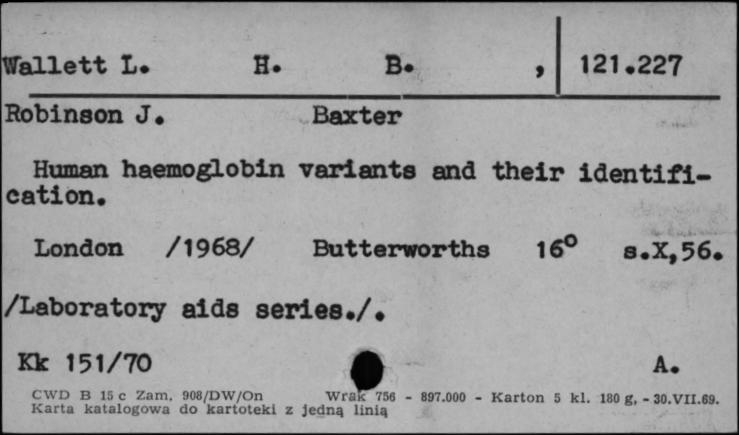 Wallett L. H. B. , 121.227
Robinson J. Baxter
Human haemoglobin variants and their identifi-
cation.
London /1968/ Butterworths 16° s.X,56.
/Laboratory aids series./.
Kk 151/70 A.
CWD B 15 c Zam. 908/DW/On Wrak 756 - 897.000 - Karton 5 kl. 180 g, - 30.VII.69.
Karta katalogowa do kartoteki z jedną linią